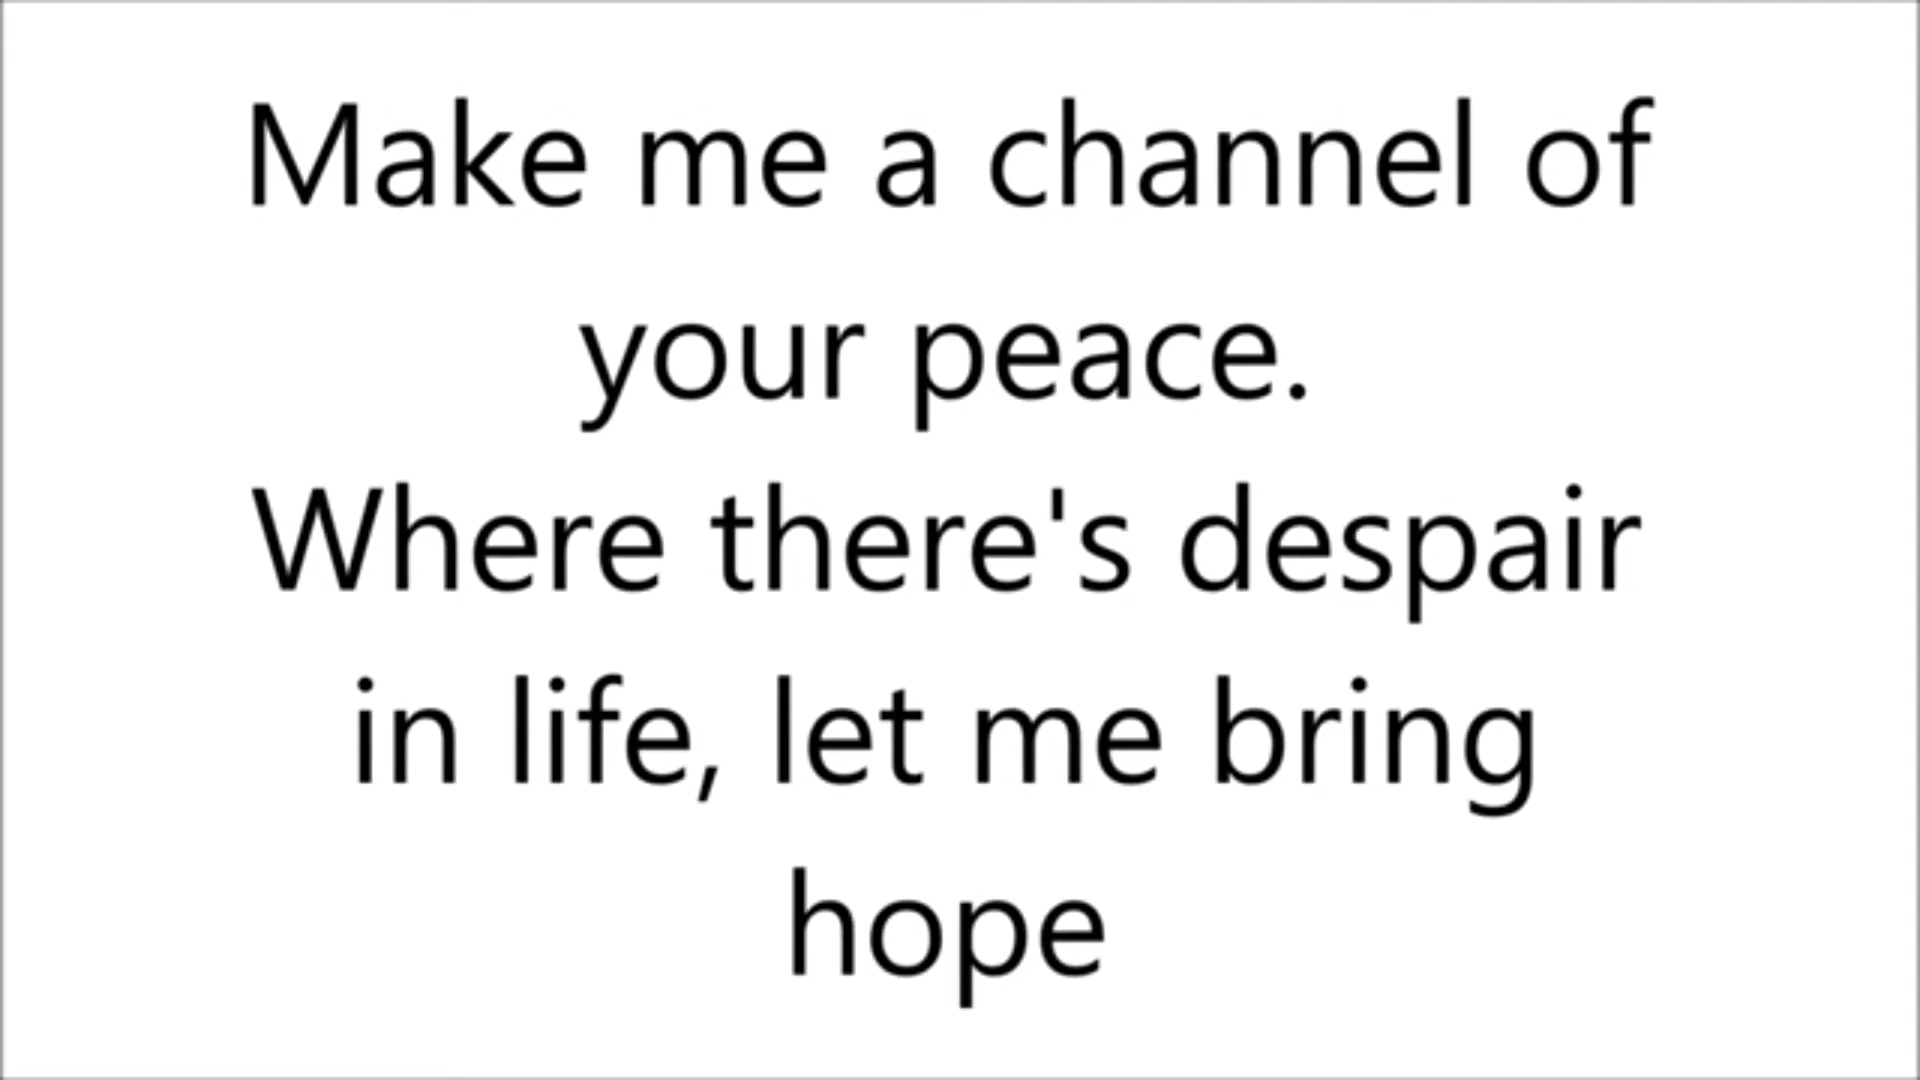 Make me a channel of
your peace.
Where there's despair
in life, let me bring
hope